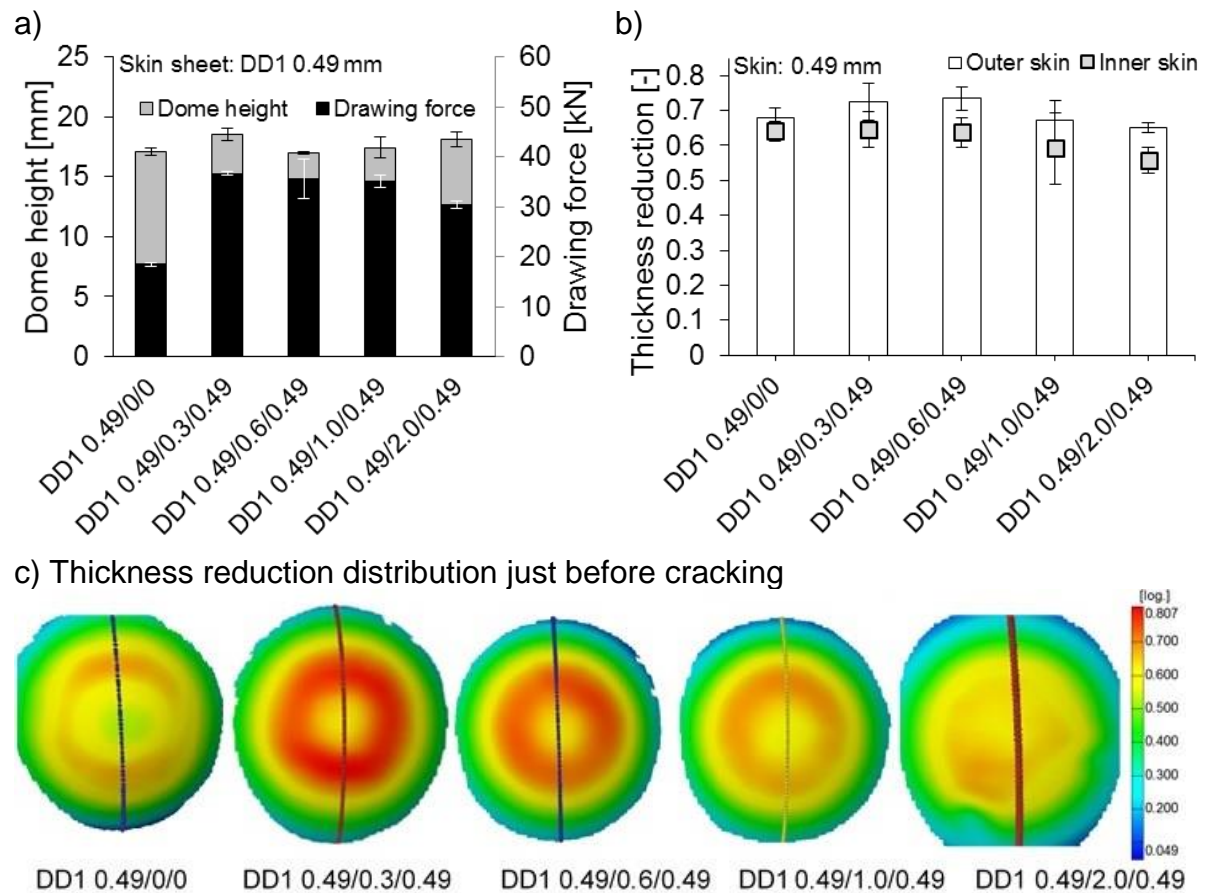 a)
Skin sheet: DD1 0.49 mm
Dome height
Drawing force
Dome height [mm]
25
20
15
10
5
0
Drawing force [kN]
60
50
40
30
20
10
0
DD1 0.49/0/0
DD1 0.49/0.3/0.49
DD1 0.49/0.6/0.49
DD1 0.49/1.0/0.49
DD1 0.49/2.0/0.49
b)
Skin: 0.49 mm
Outer skin
Inner skin
Thickness reduction [-]
0.8
0.7
0.6
0.5
0.4
0.3
0.2
0.1
0
DD1 0.49/0/0
DD1 0.49/0.3/0.49
DD1 0.49/0.6/0.49
DD1 0.49/1.0/0.49
DD1 0.49/2.0/0.49
c) Thickness reduction distribution just before cracking
[log.]
0.807
0.700
0.600
0.500
0.400
0.300
0.200
0.049
DD1 0.49/0/0
DD1 0.49/0.3/0.49
DD1 0.49/0.6/0.49
DD1 0.49/1.0/0.49
DD1 0.49/2.0/0.49